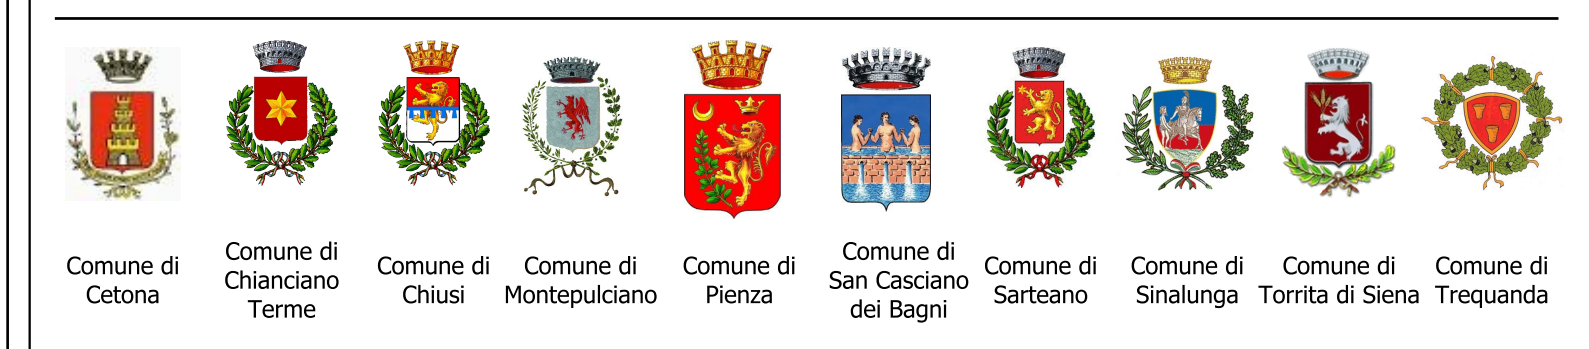 Comune di
Cetona
Comune di
Chianciano
Terme
Comune di
Chiusi
Comune di
Montepulciano
Comune di
Pienza
Comune di
San Casciano
dei Bagni
Comune di
Sarteano
Comune di
Sinalunga
Comune di
Torrita di Siena
Comune di
Trequanda